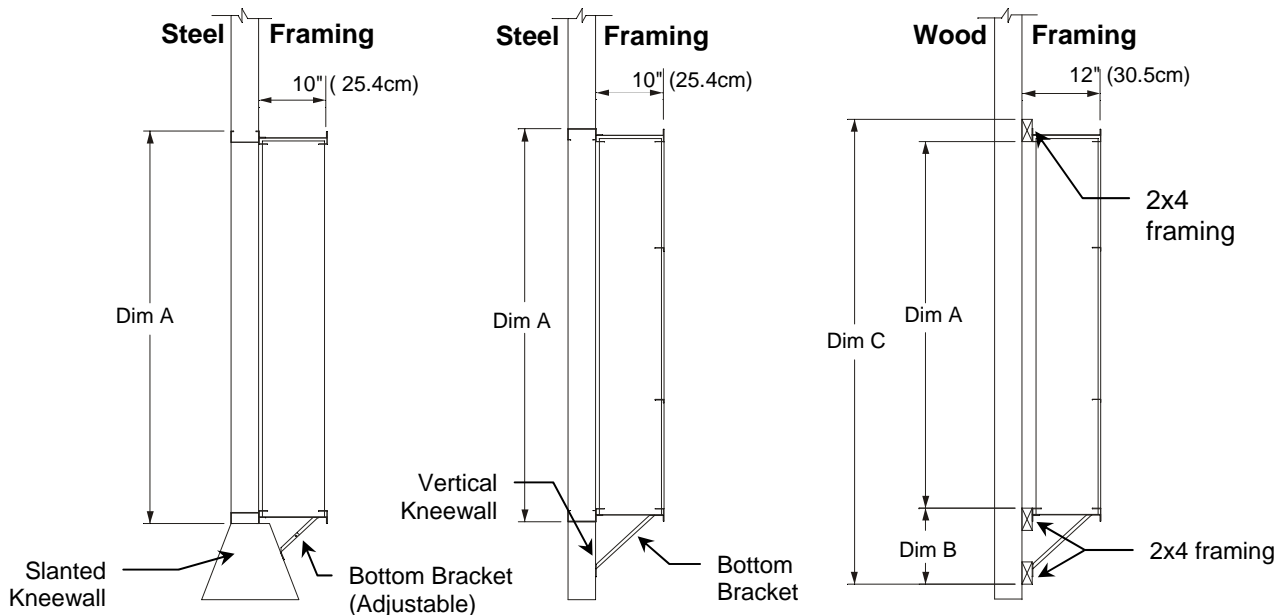 Steel Framing
10" ( 25.4cm)
Dim A
Slanted
Kneewall
Bottom Bracket
(Adjustable)
Steel Framing
10" (25.4cm)
Dim A
Vertical
Kneewall
Bottom
Bracket
Wood Framing
12" (30.5cm)
2x4
framing
Dim A
Dim C
Dim B
2x4 framing